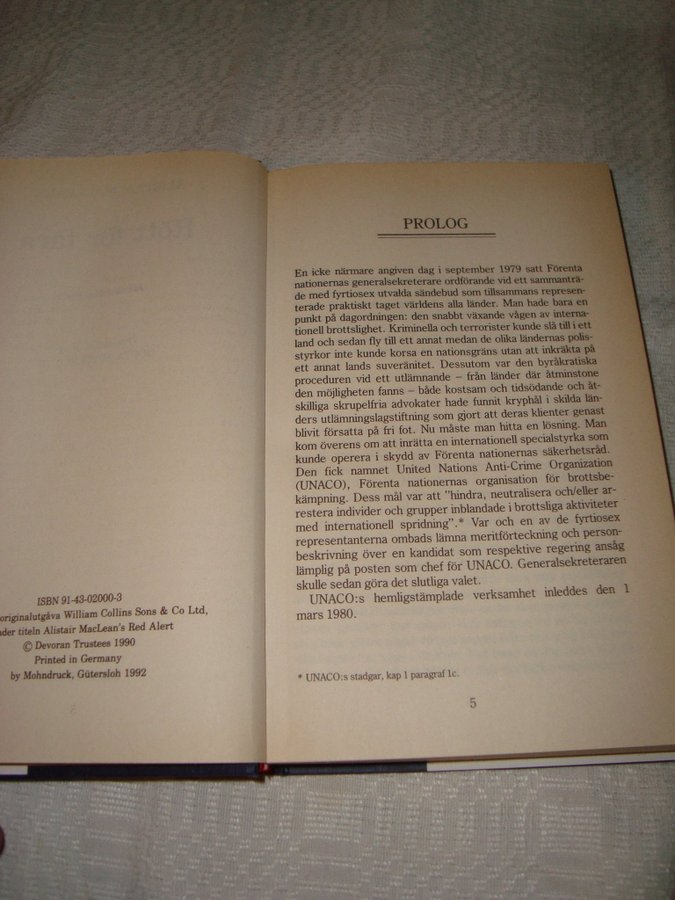 ISBN 91-43-02000-3
originalutgåva William Collins Sons & Co Ltd,
titeln Alistair MacLean's Red Alert
© Devoran Trustees 1990
Printed in Germany
by Mohndruck, Gütersloh 1992
PROLOG
En icke närmare angiven dag i september 1979 satt Förenta
nationernas generalsekreterare ordförande vid ett sammanträ-
de med fyrtiosex utvalda sändebud som tillsammans represen-
terade praktiskt taget världens alla länder. Man hade bara en
punkt på dagordningen: den snabbt växande vågen av interna-
tionell brottslighet. Kriminella och terrorister kunde slå till i ett
land och sedan fly till ett annat medan de olika ländernas polis-
styrkor inte kunde korsa en nationsgräns utan att inkräkta på
ett annat lands suveränitet. Dessutom var den byråkratiska
proceduren vid ett utlämnande – från länder där åtminstone
den möjligheten fanns – både kostsam och tidsödande och åt-
skilliga skrupelfria advokater hade funnit kryphål i skilda län-
ders utlämningslagstiftning som gjort att deras klienter genast
blivit försatta på fri fot. Nu måste man hitta en lösning. Man
kom överens om att inrätta en internationell specialstyrka som
kunde operera i skydd av Förenta nationernas säkerhetsråd.
Den fick namnet United Nations Anti-Crime Organization
(UNACO), Förenta nationernas organisation för brottsbe-
kämpning. Dess mål var att "hindra, neutralisera och/eller ar-
restera individer och grupper inblandade i brottsliga aktiviteter
med internationell spridning".* Var och en av de fyrtiosex
representanterna ombads lämna meritförteckning och person-
beskrivning över en kandidat som respektive regering ansåg
lämplig på posten som chef för UNACO. Generalsekreteraren
skulle sedan göra det slutliga valet.
UNACO:s hemligstämplade verksamhet inleddes den 1
mars 1980.
* UNACO:s stadgar, kap 1 paragraf 1c.
5